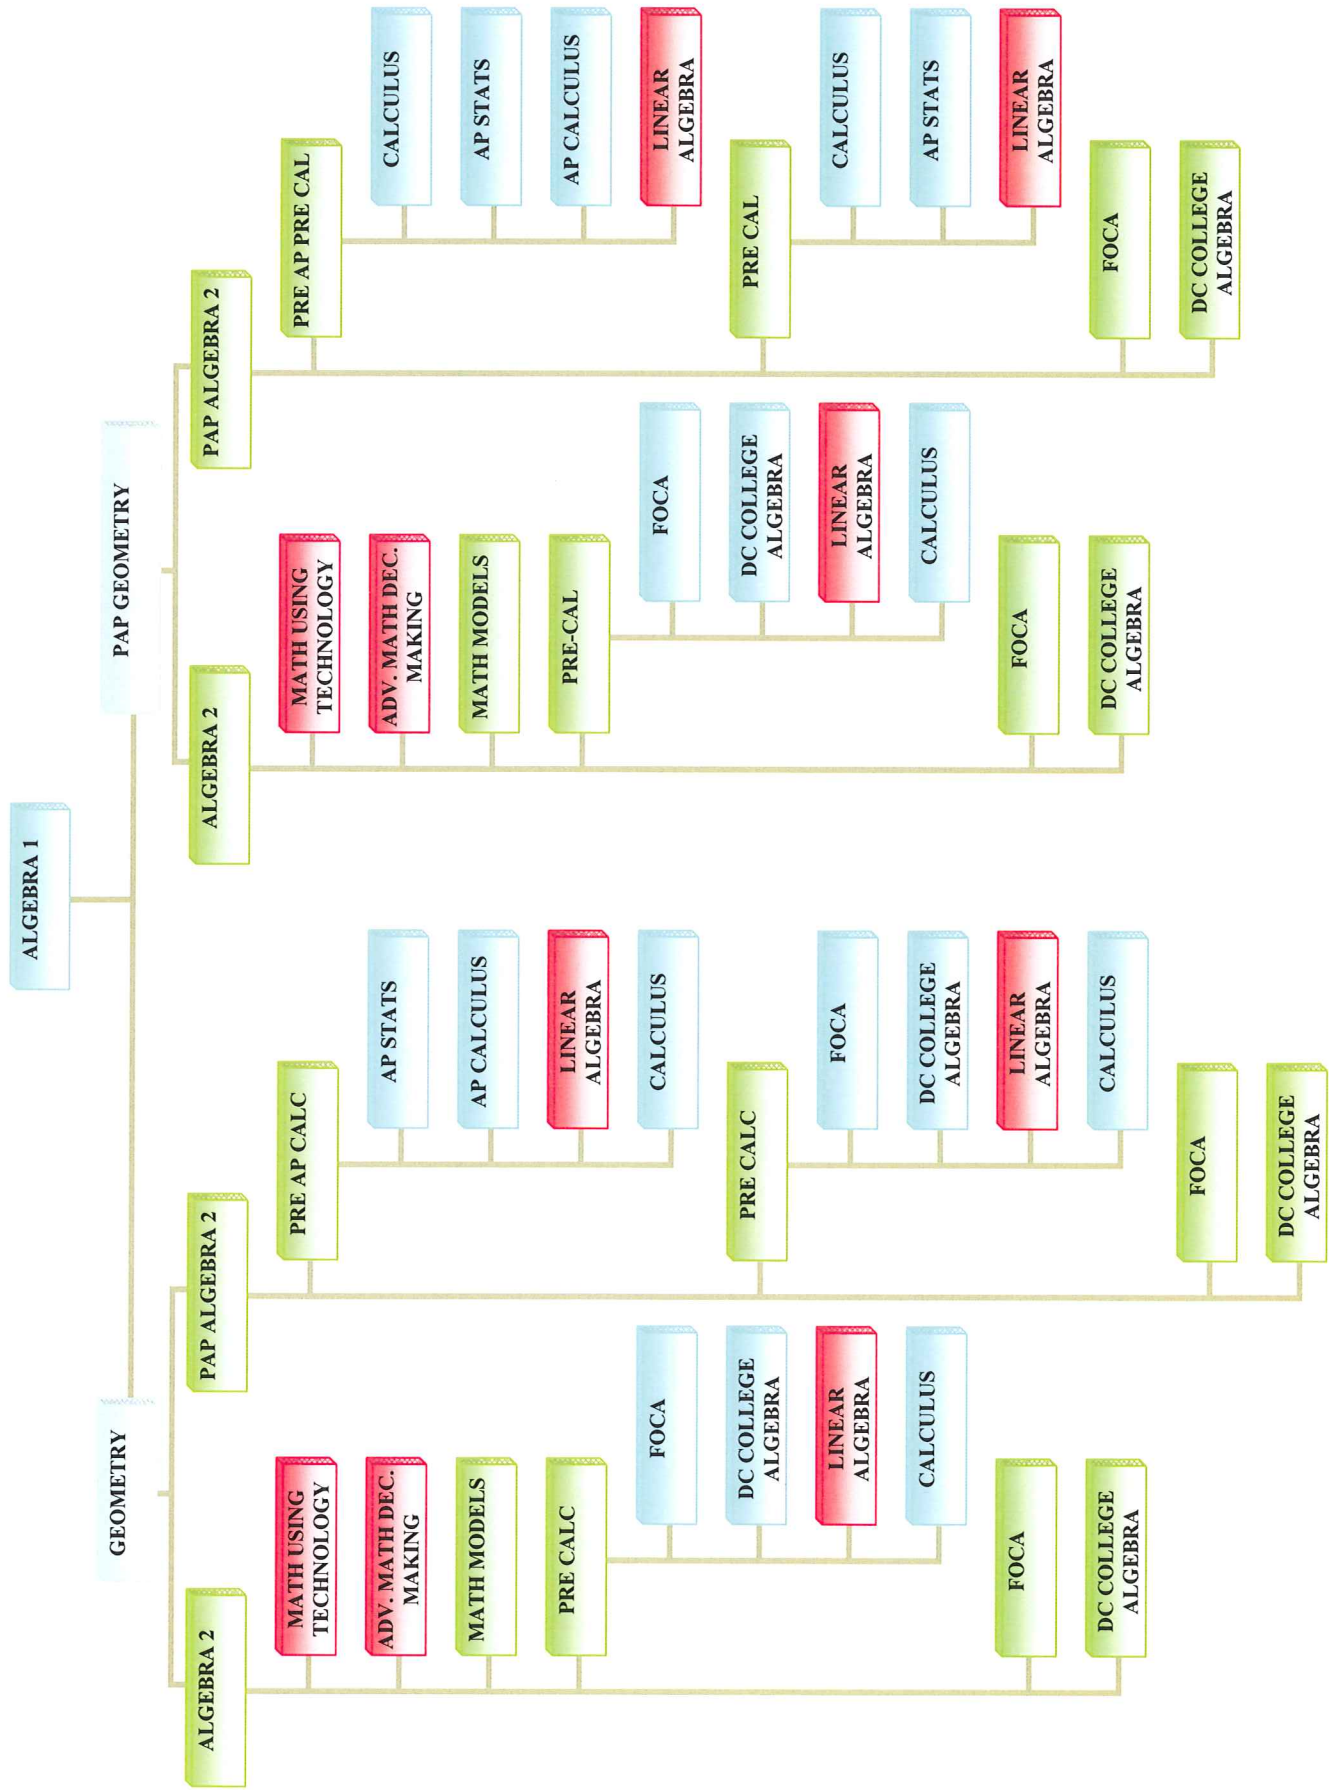 ALGEBRA 1
GEOMETRY
ALGEBRA 2
MATH USING
TECHNOLOGY
ADV. MATH DEC.
MAKING
MATH MODELS
PRE CALC
FOCA
DC COLLEGE
ALGEBRA
LINEAR
ALGEBRA
CALCULUS
FOCA
DC COLLEGE
ALGEBRA
PAP ALGEBRA 2
PRE AP CALC
AP STATS
AP CALCULUS
LINEAR
ALGEBRA
CALCULUS
PRE CALC
FOCA
DC COLLEGE
ALGEBRA
LINEAR
ALGEBRA
CALCULUS
FOCA
DC COLLEGE
ALGEBRA
PAP GEOMETRY
ALGEBRA 2
MATH USING
TECHNOLOGY
ADV. MATH DEC.
MAKING
MATH MODELS
PRE-CAL
FOCA
DC COLLEGE
ALGEBRA
LINEAR
ALGEBRA
CALCULUS
FOCA
DC COLLEGE
ALGEBRA
PAP ALGEBRA 2
PRE AP PRE CAL
CALCULUS
AP STATS
AP CALCULUS
LINEAR
ALGEBRA
PRE CAL
CALCULUS
AP STATS
LINEAR
ALGEBRA
FOCA
DC COLLEGE
ALGEBRA